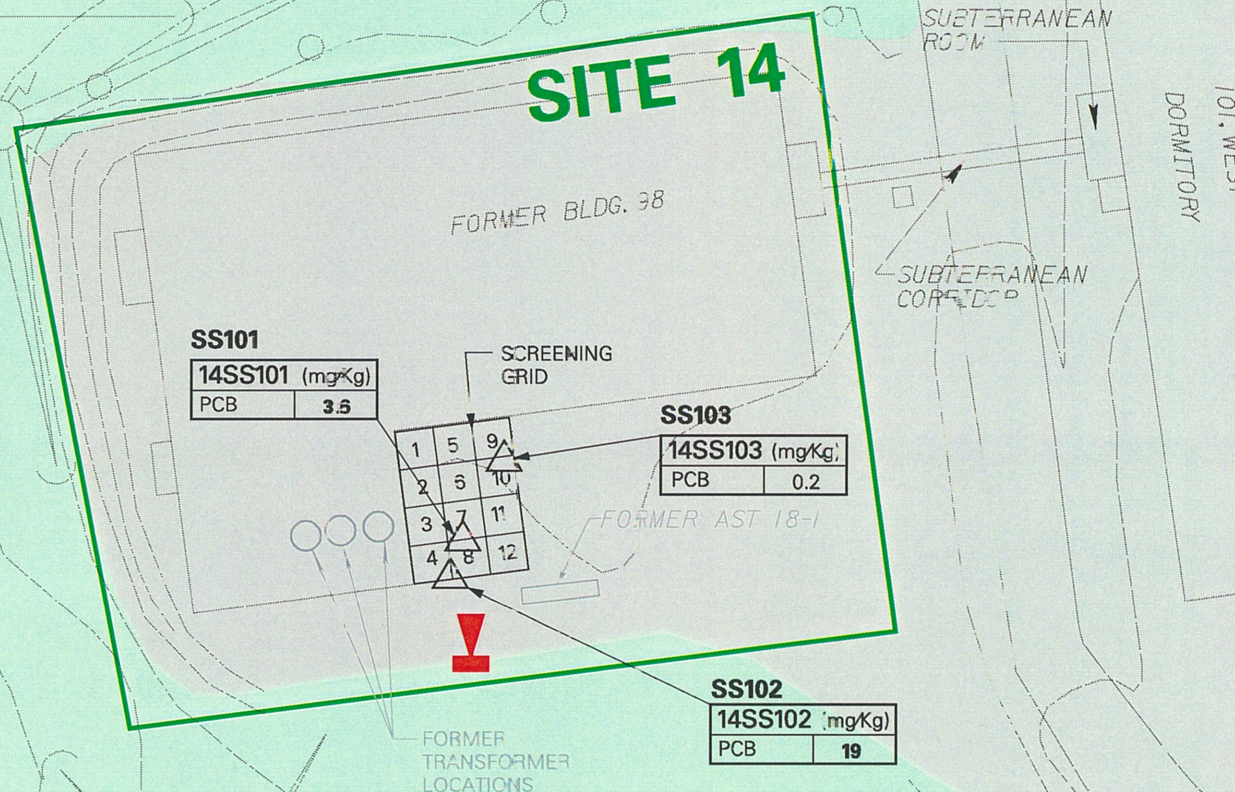 SUBTERRANEAN
ROOM
SITE 14
DORMITORY
FORMER BLDG. 98
SUBTERRANEAN
CORRIDOR
SS101
14SS101 (mg/Kg)
PCB
SCREENING
GRID
SS103
14SS103 (mg/Kg)
PCB 0.2
1 5 9
2 6 10
3 7 11
4 8 12
FORMER AST 18-1
SS102
14SS102 (mg/Kg)
PCB 19
FORMER
TRANSFORMER
LOCATIONS